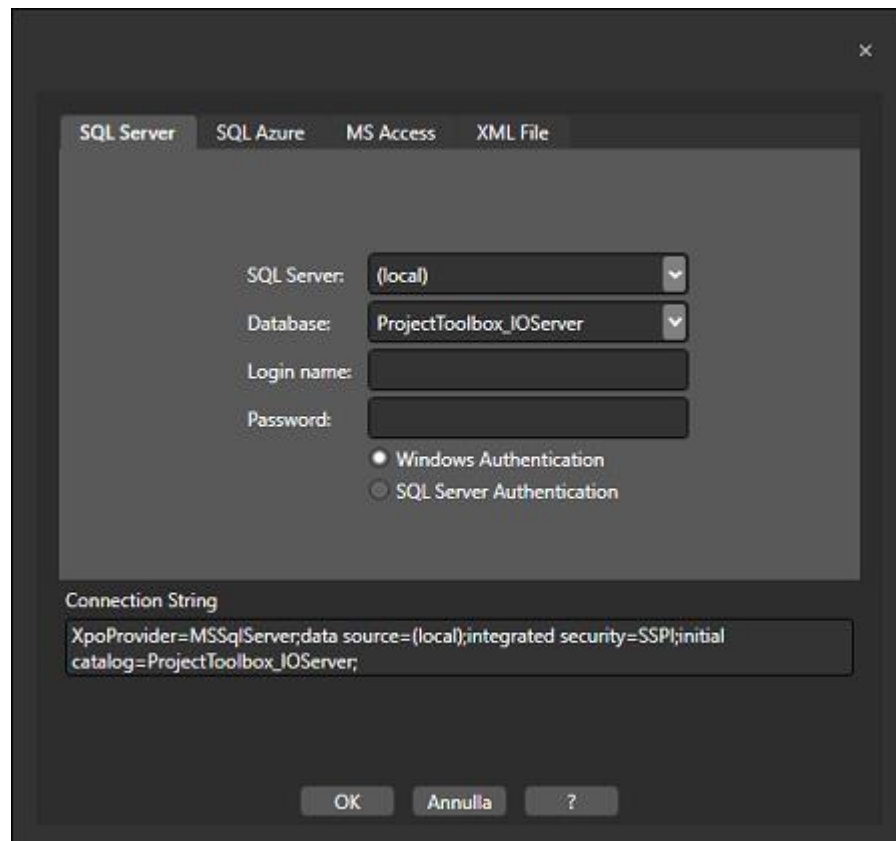 ×
SQL Server SQL Azure MS Access XML File
SQL Server: (local)
Database: ProjectToolbox_IOServer
Login name:
Password:
Windows Authentication
SQL Server Authentication
Connection String
XpoProvider=MSSqlServer;data source=(local);integrated security=SSPI;initial
catalog=ProjectToolbox_IOServer;
OK Annulla ?